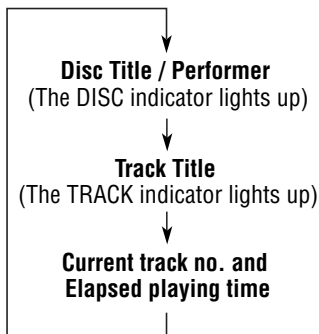 Disc Title / Performer
(The DISC indicator lights up)
Track Title
(The TRACK indicator lights up)
Current track no. and
Elapsed playing time